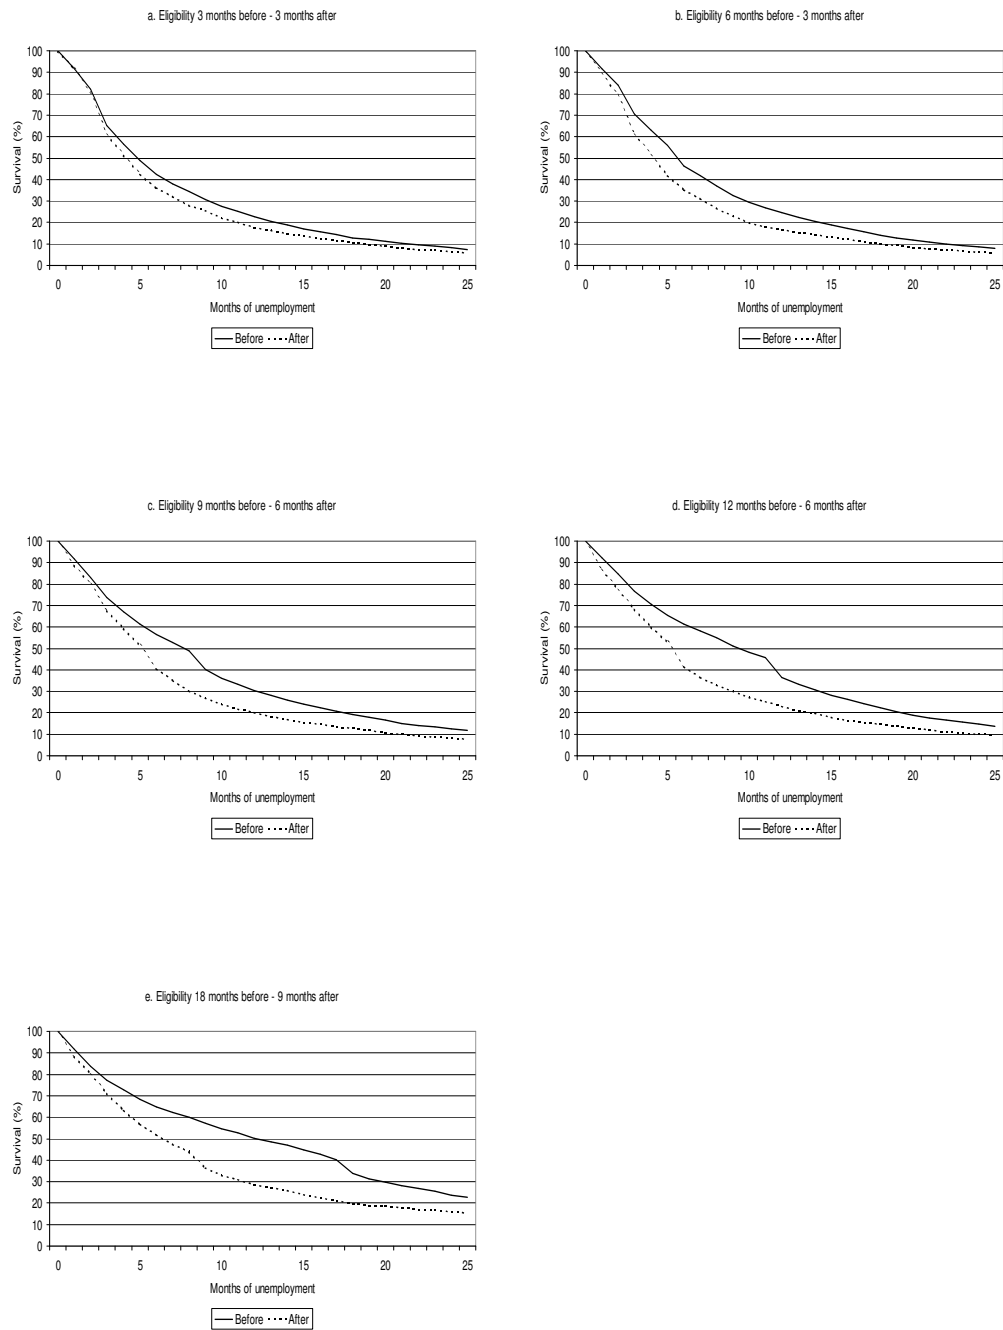 a. Eligibility 3 months before - 3 months after
100
90
80
70
60
50
40
30
20
10
0
Survival (%)
0 5 10 15 20 25
Months of unemployment
Before After
b. Eligibility 6 months before - 3 months after
100
90
80
70
60
50
40
30
20
10
0
Survival (%)
0 5 10 15 20 25
Months of unemployment
Before After
c. Eligibility 9 months before - 6 months after
100
90
80
70
60
50
40
30
20
10
0
Survival (%)
0 5 10 15 20 25
Months of unemployment
Before After
d. Eligibility 12 months before - 6 months after
100
90
80
70
60
50
40
30
20
10
0
Survival (%)
0 5 10 15 20 25
Months of unemployment
Before After
e. Eligibility 18 months before - 9 months after
100
90
80
70
60
50
40
30
20
10
0
Survival (%)
0 5 10 15 20 25
Months of unemployment
Before After